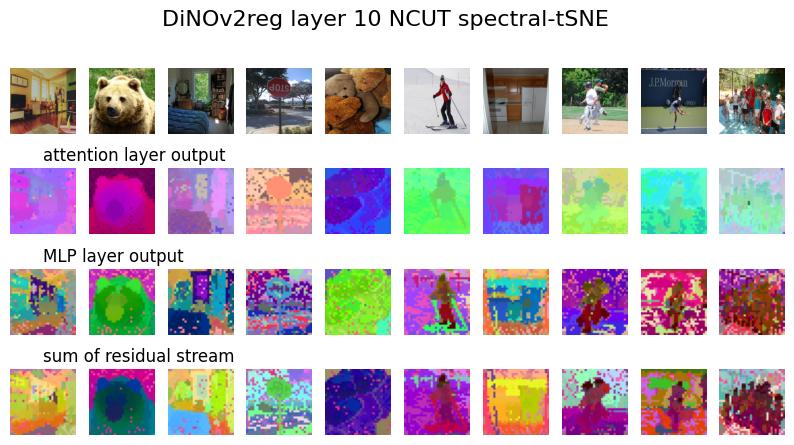 DiNOv2reg layer 10 NCUT spectral-tSNE
STOP
J.P.Morgan
attention layer output
MLP layer output
sum of residual stream